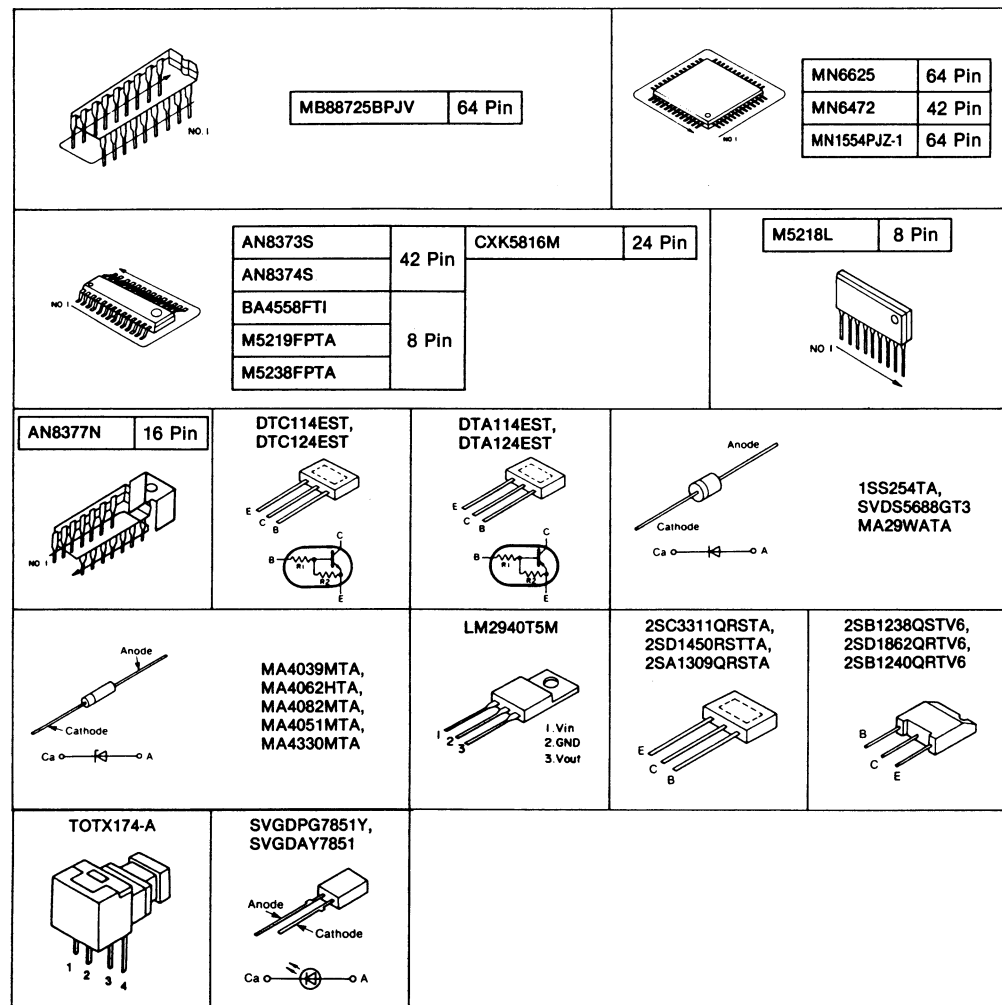 MB88725BPJV 64 Pin
NO. 1
MN6625 64 Pin
MN6472 42 Pin
MN1554PJZ-1 64 Pin
NO 1
AN8373S
AN8374S
42 Pin
BA4558FTI
M5219FPTA
M5238FPTA
8 Pin
CXK5816M 24 Pin
NO 1
M5218L 8 Pin
NO 1
AN8377N 16 Pin
NO 1
DTC114EST,
DTC124EST
E
C
B
C
B
R1
R2
E
DTA114EST,
DTA124EST
E
C
B
C
B
R1
R2
E
Anode
Cathode
Ca A
1SS254TA,
SVDS5688GT3
MA29WATA
Anode
Cathode
Ca A
MA4039MTA,
MA4062HTA,
MA4082MTA,
MA4051MTA,
MA4330MTA
LM2940T5M
1
2
3
1.Vin
2.GND
3.Vout
2SC3311QRSTA,
2SD1450RSTTA,
2SA1309QRSTA
E
C
B
2SB1238QSTV6,
2SD1862QRTV6,
2SB1240QRTV6
B
C
E
TOTX174-A
1 2 3 4
SVGDPG7851Y,
SVGDAY7851
Anode
Cathode
Ca A